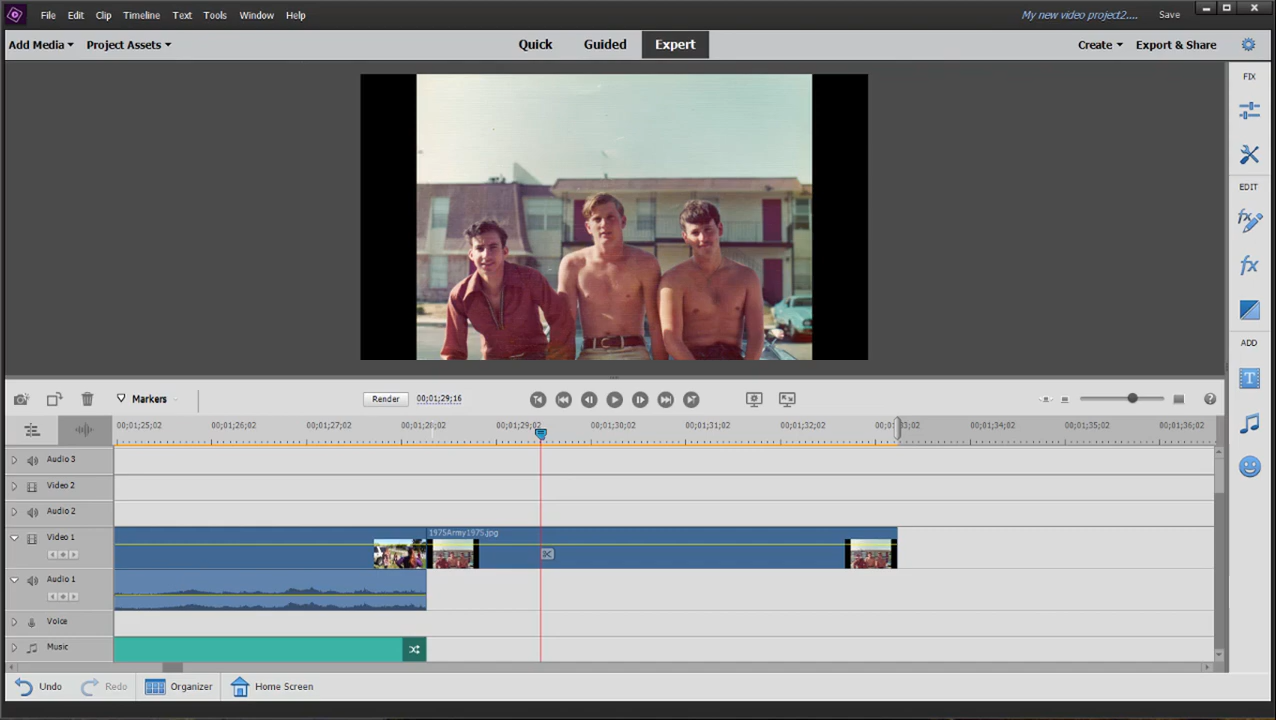 File Edit Clip Timeline Text Tools Window Help My new video project2.... Save
Add Media Project Assets Quick Guided Expert Create Export & Share
FIX
EDIT
ADD
Markers Render 00;01;29;16
00;01;25;02 00;01;26;02 00;01;27;02 00;01;28;02 00;01;29;02 00;01;30;02 00;01;31;02 00;01;32;02 00;01;33;02 00;01;34;02 00;01;35;02 00;01;36;02
Audio 3
Video 2
Audio 2
Video 1 1975Army1975.jpg
Audio 1
Voice
Music
Undo Redo Organizer Home Screen